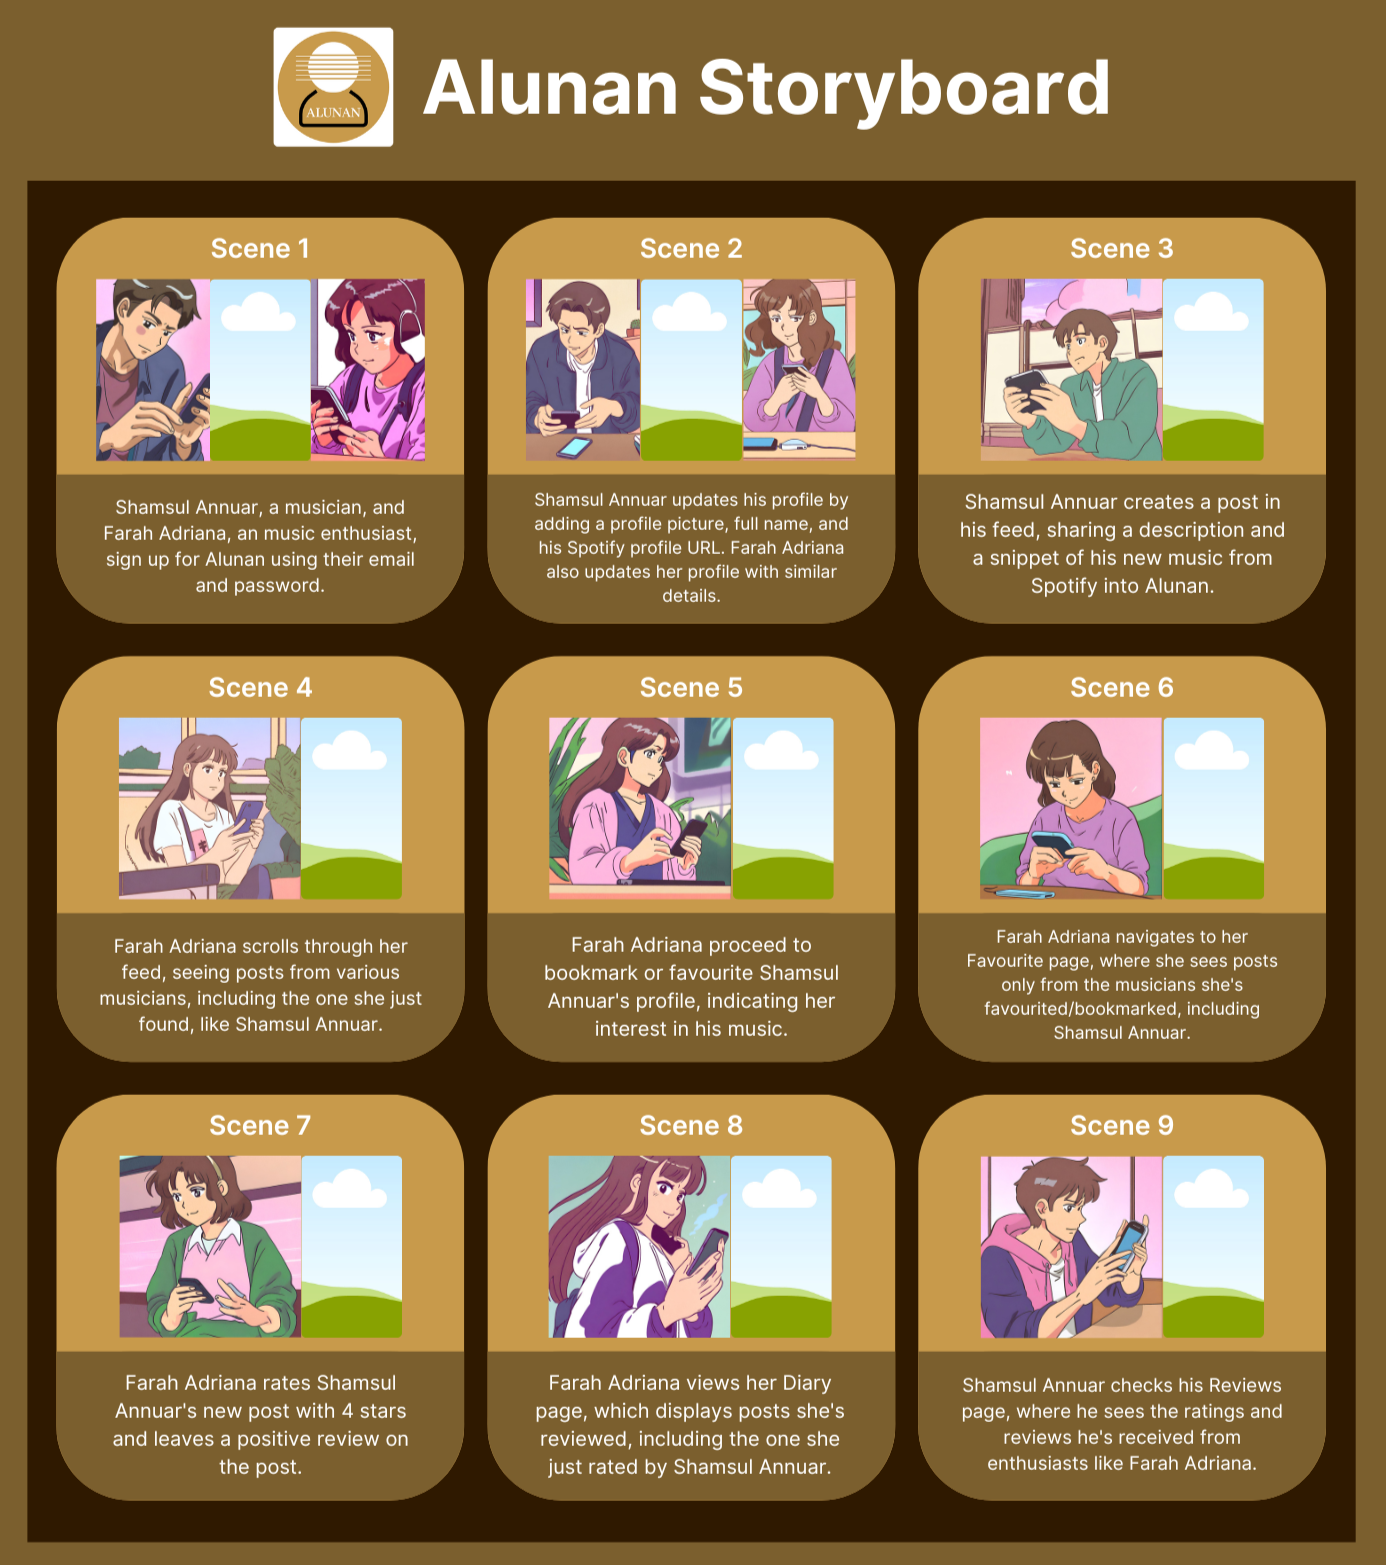 ALUNAN
Alunan Storyboard
Scene 1
Shamsul Annuar, a musician, and
Farah Adriana, an music enthusiast,
sign up for Alunan using their email
and password.
Scene 2
Shamsul Annuar updates his profile by
adding a profile picture, full name, and
his Spotify profile URL. Farah Adriana
also updates her profile with similar
details.
Scene 3
Shamsul Annuar creates a post in
his feed, sharing a description and
a snippet of his new music from
Spotify into Alunan.
Scene 4
Farah Adriana scrolls through her
feed, seeing posts from various
musicians, including the one she just
found, like Shamsul Annuar.
Scene 5
Farah Adriana proceed to
bookmark or favourite Shamsul
Annuar's profile, indicating her
interest in his music.
Scene 6
Farah Adriana navigates to her
Favourite page, where she sees posts
only from the musicians she's
favourited/bookmarked, including
Shamsul Annuar.
Scene 7
Farah Adriana rates Shamsul
Annuar's new post with 4 stars
and leaves a positive review on
the post.
Scene 8
Farah Adriana views her Diary
page, which displays posts she's
reviewed, including the one she
just rated by Shamsul Annuar.
Scene 9
Shamsul Annuar checks his Reviews
page, where he sees the ratings and
reviews he's received from
enthusiasts like Farah Adriana.